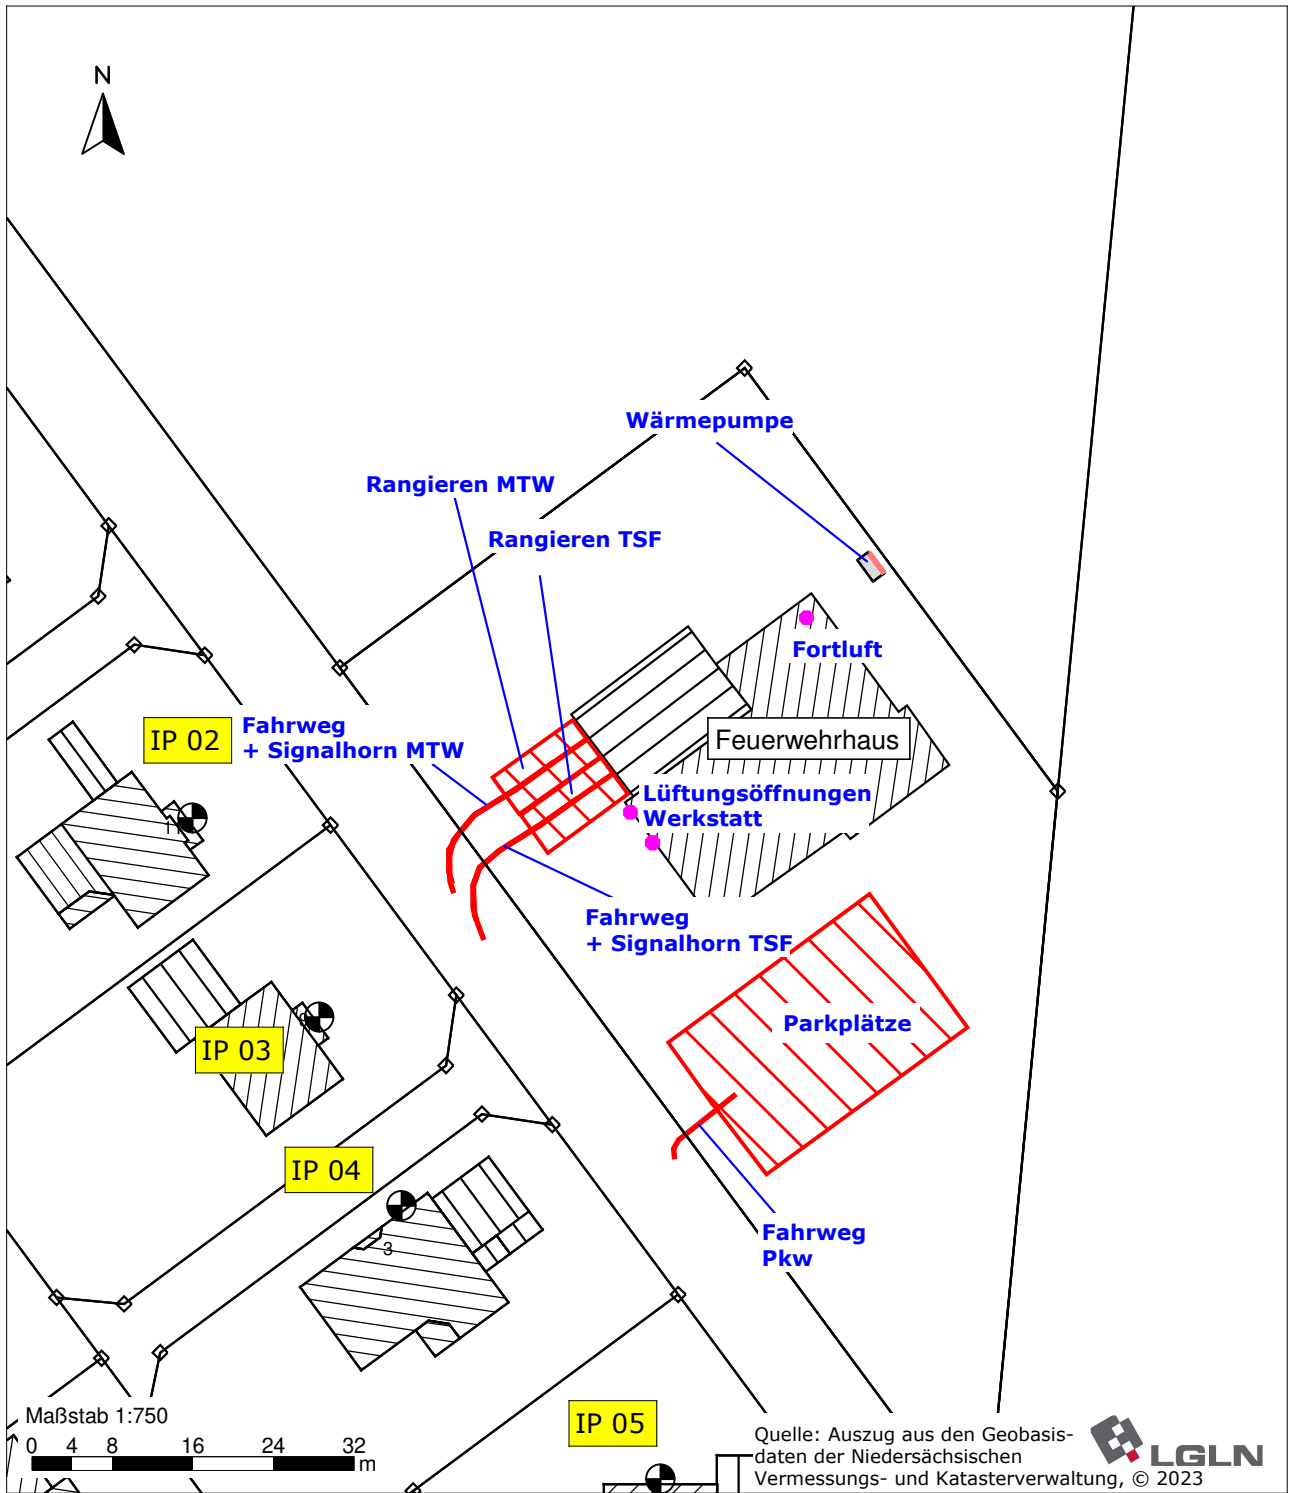 N
Wärmepumpe
Rangieren MTW
Rangieren TSF
Fortluft
IP 02
Fahrweg
+ Signalhorn MTW
Feuerwehrhaus
Lüftungsöffnungen
Werkstatt
11
Fahrweg
+ Signalhorn TSF
9
Parkplätze
IP 03
IP 04
3
Fahrweg
Pkw
IP 05
Maßstab 1:750
0 4 8 16 24 32
m
Quelle: Auszug aus den Geobasis-
daten der Niedersächsischen
Vermessungs- und Katasterverwaltung, © 2023
LGLN